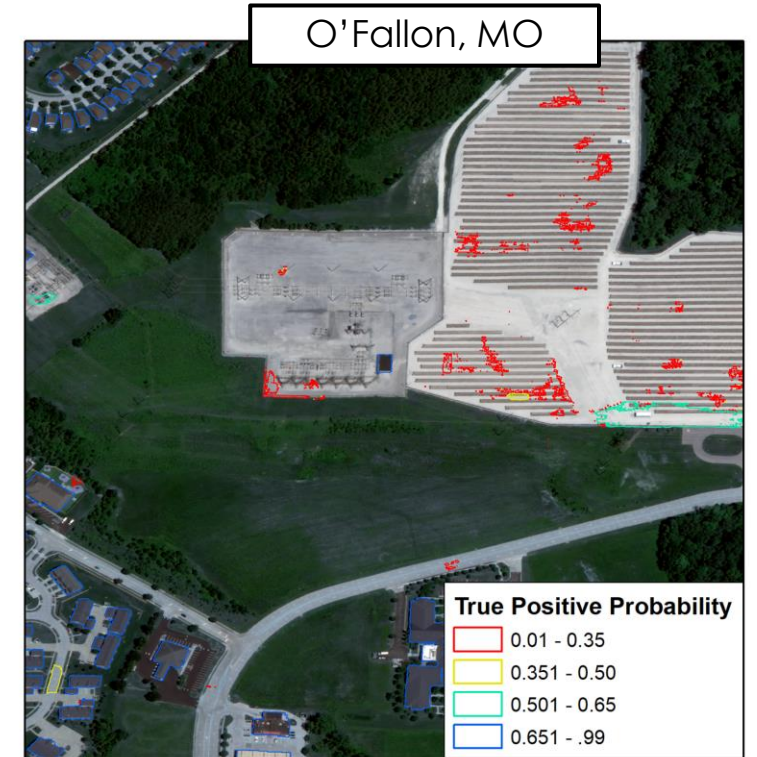 O’Fallon, MO
True Positive Probability
0.01 - 0.35
0.351 - 0.50
0.501 - 0.65
0.651 - .99